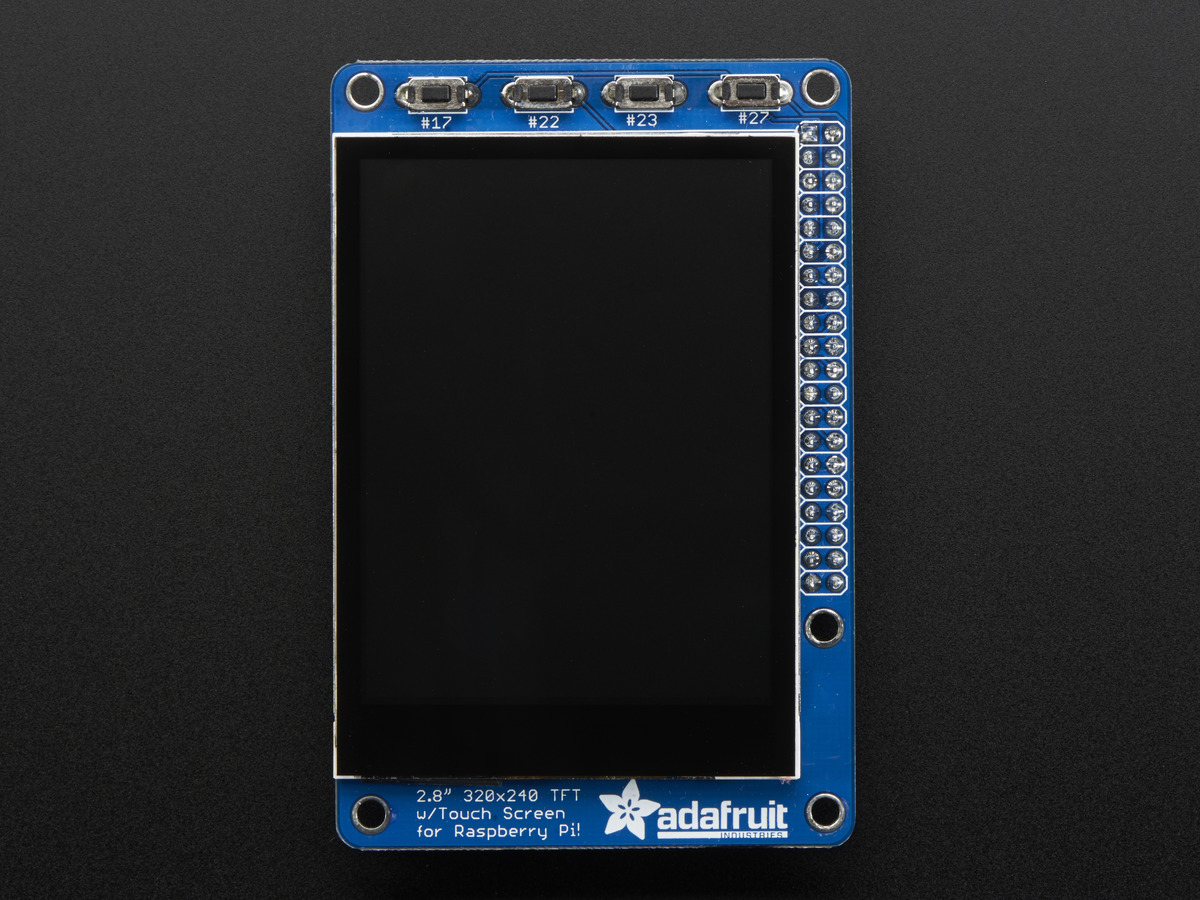 #17 #22 #23 #27
2.8” 320x240 TFT
w/Touch Screen
for Raspberry Pi!
adafruit
INDUSTRIES